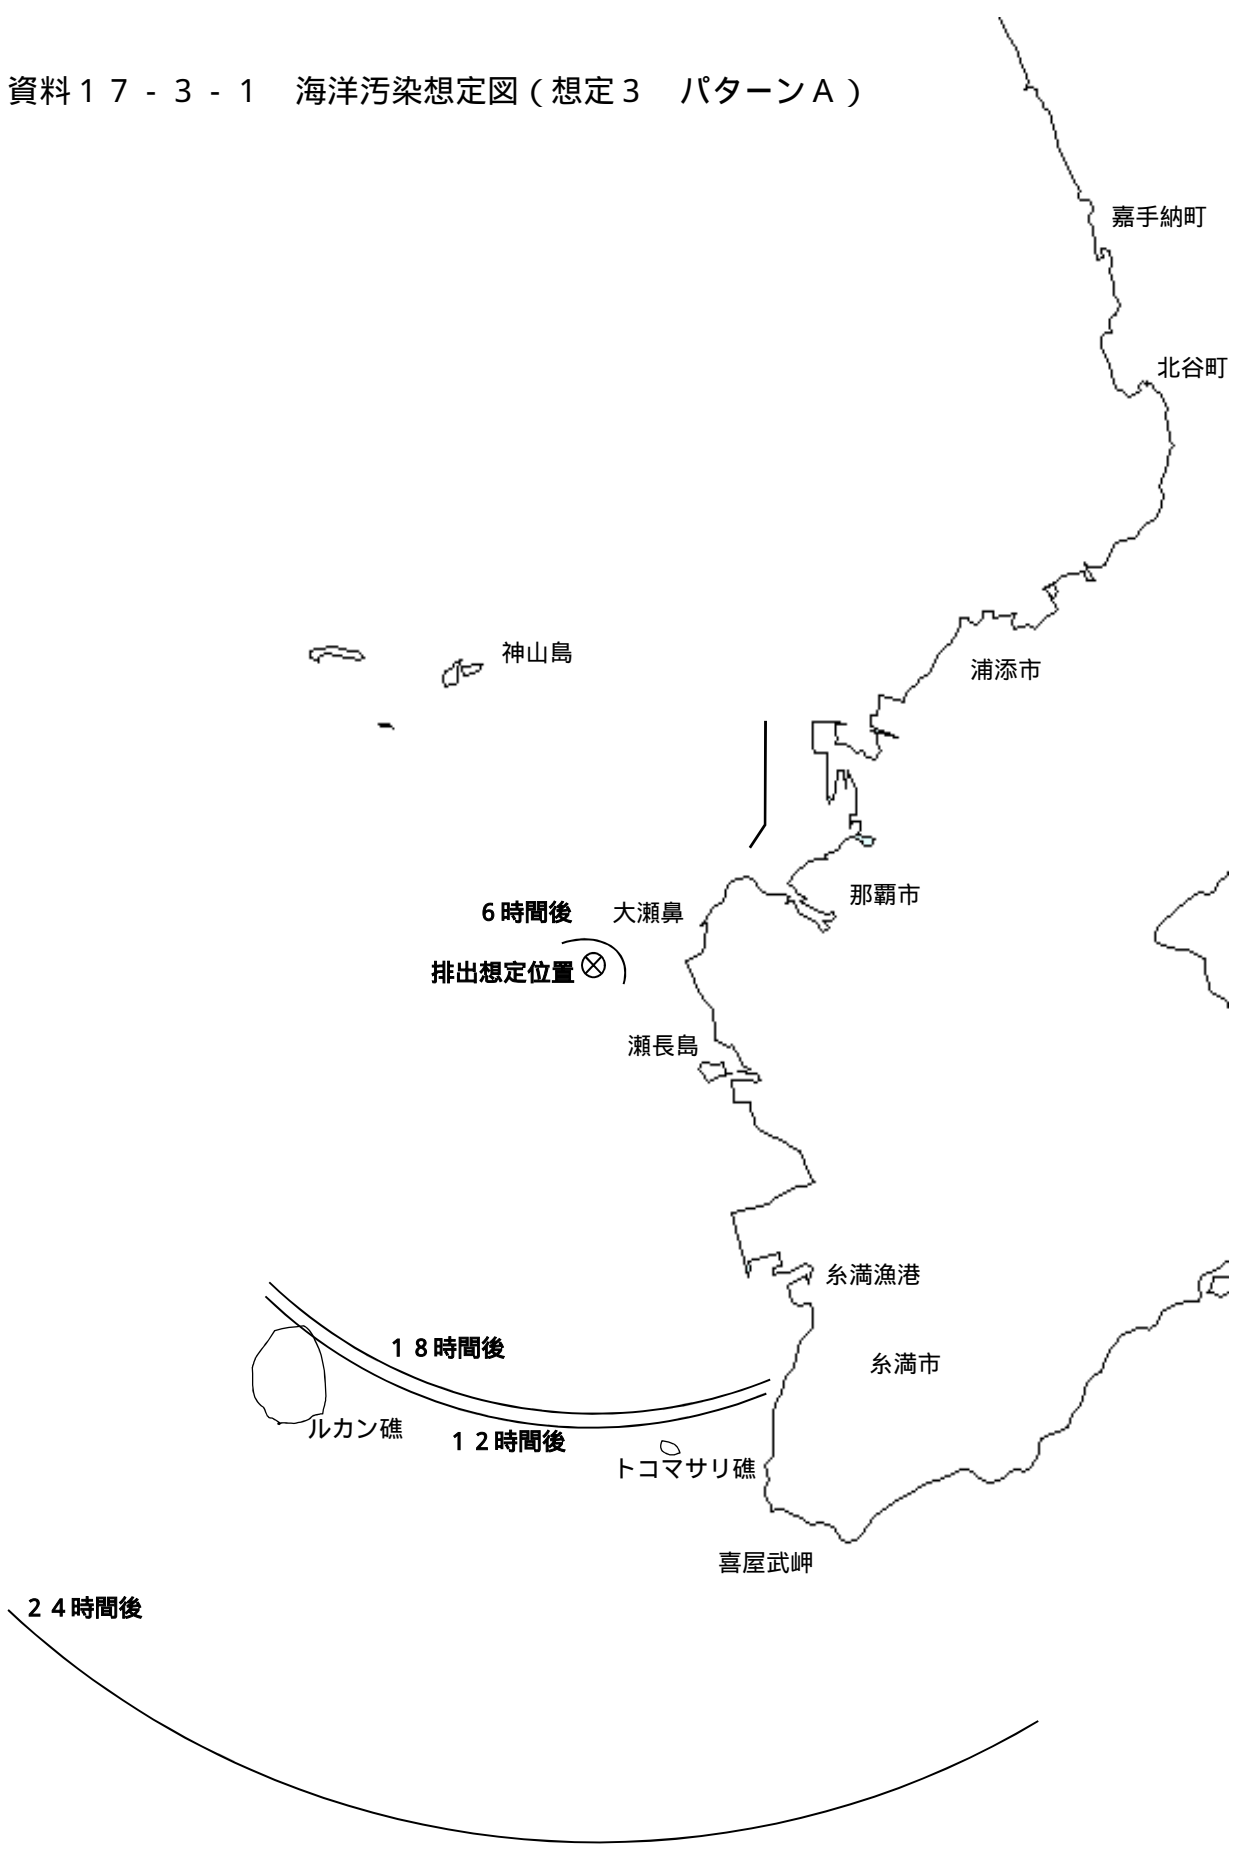 資料１７－３－１　海洋汚染想定図（想定３　パターンＡ）
嘉手納町
北谷町
神山島
浦添市
那覇市
６時間後
大瀬鼻
排出想定位置
瀬長島
糸満漁港
１８時間後
糸満市
ルカン礁
１２時間後
トコマサリ礁
喜屋武岬
２４時間後